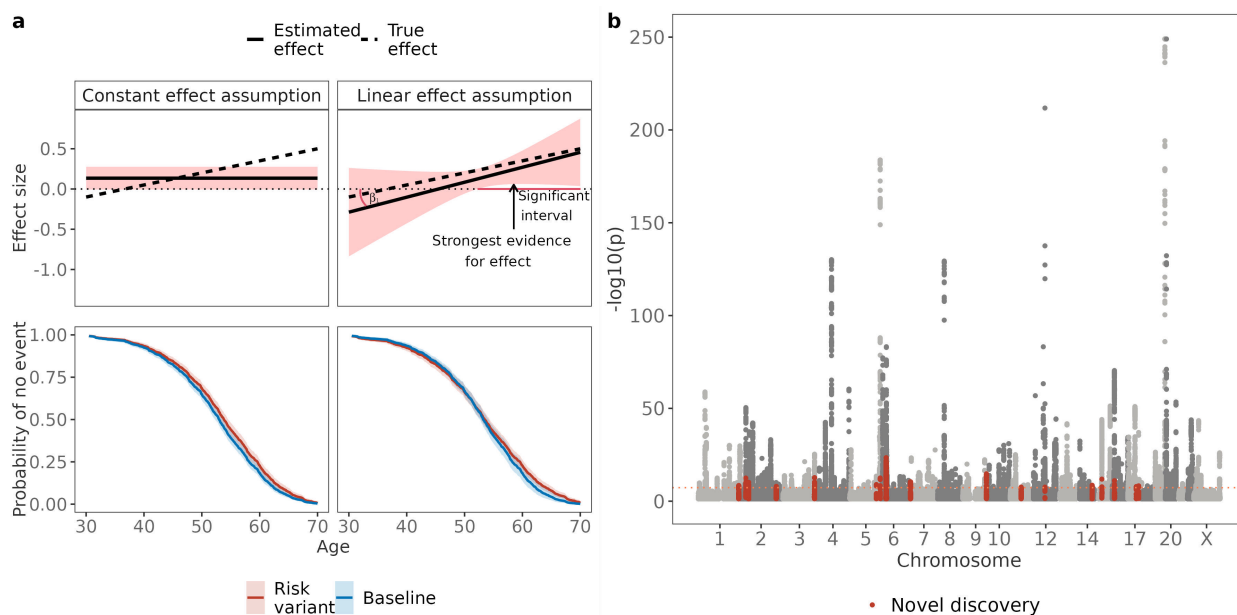 a
Estimated effect
True effect
Constant effect assumption
Linear effect assumption
Effect size
0.5
0.0
-0.5
-1.0
βi
Significant
interval
Strongest evidence
for effect
Probability of no event
1.00
0.75
0.50
0.25
0.00
30 40 50 60 70
30 40 50 60 70
Age
Risk variant
Baseline
b
-log10(p)
250
200
150
100
50
0
1 2 3 4 5 6 7 8 9 10 12 14 17 20 X
Chromosome
Novel discovery